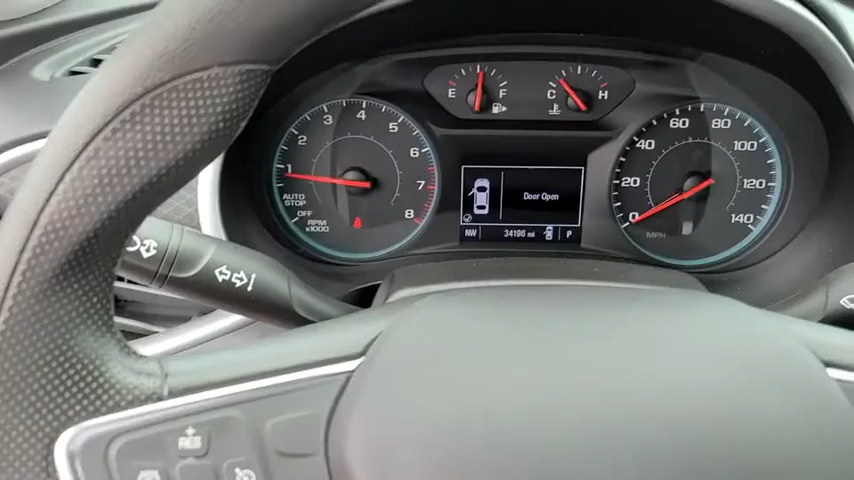 E F
C H
1 2 3 4 5 6 7 8
AUTO STOP
OFF
RPM x1000
Door Open
NW 34196 mi P
0 20 40 60 80 100 120 140
MPH
+
RES